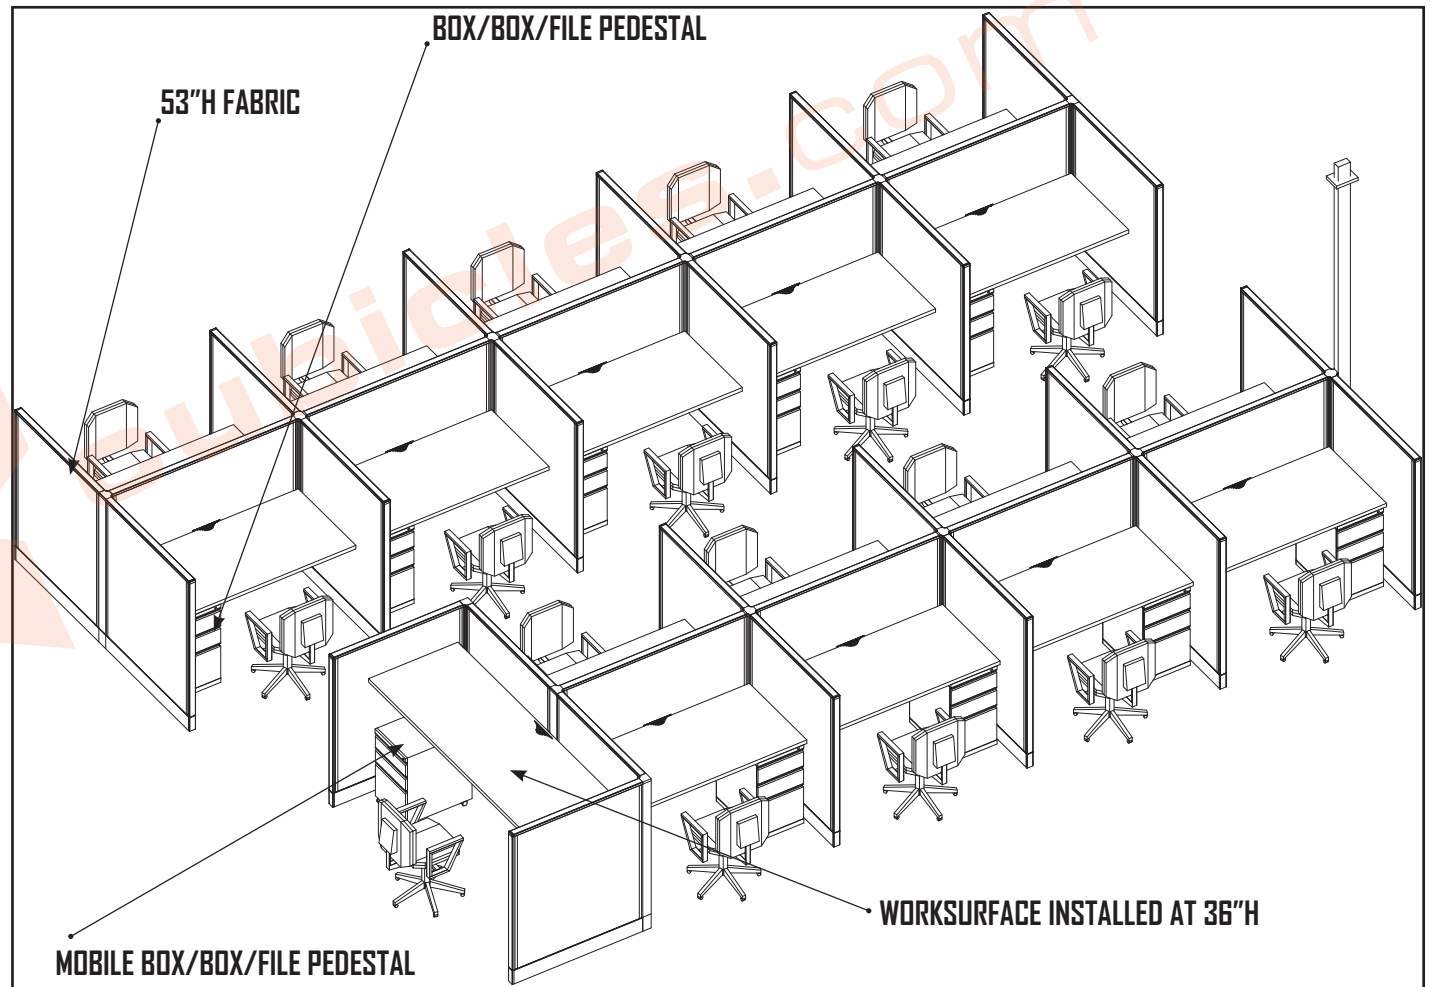 BOX/BOX/FILE PEDESTAL
53"H FABRIC
cubicles.com
WORKSURFACE INSTALLED AT 36"H
MOBILE BOX/BOX/FILE PEDESTAL